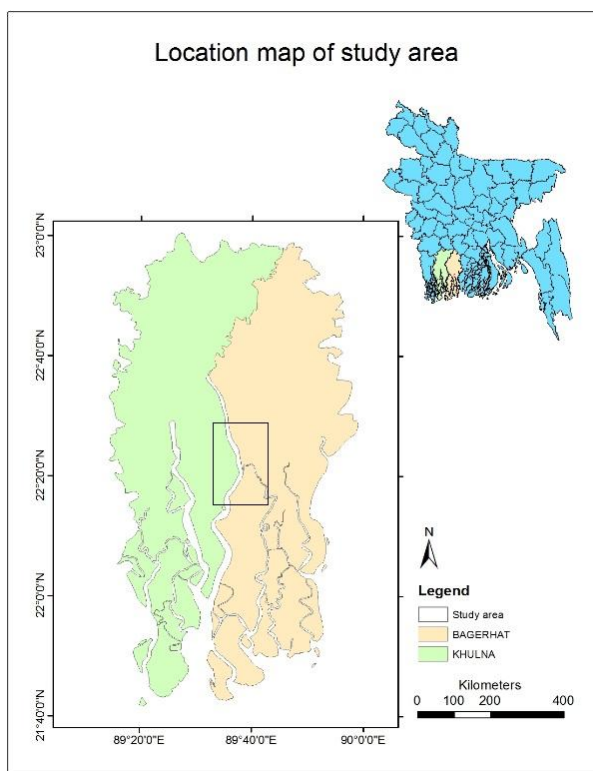 Location map of study area
23°0'0"N
22°40'0"N
22°20'0"N
22°0'0"N
21°40'0"N
89°20'0"E
89°40'0"E
90°0'0"E
N
Legend
Study area
BAGERHAT
KHULNA
Kilometers
0 100 200 400